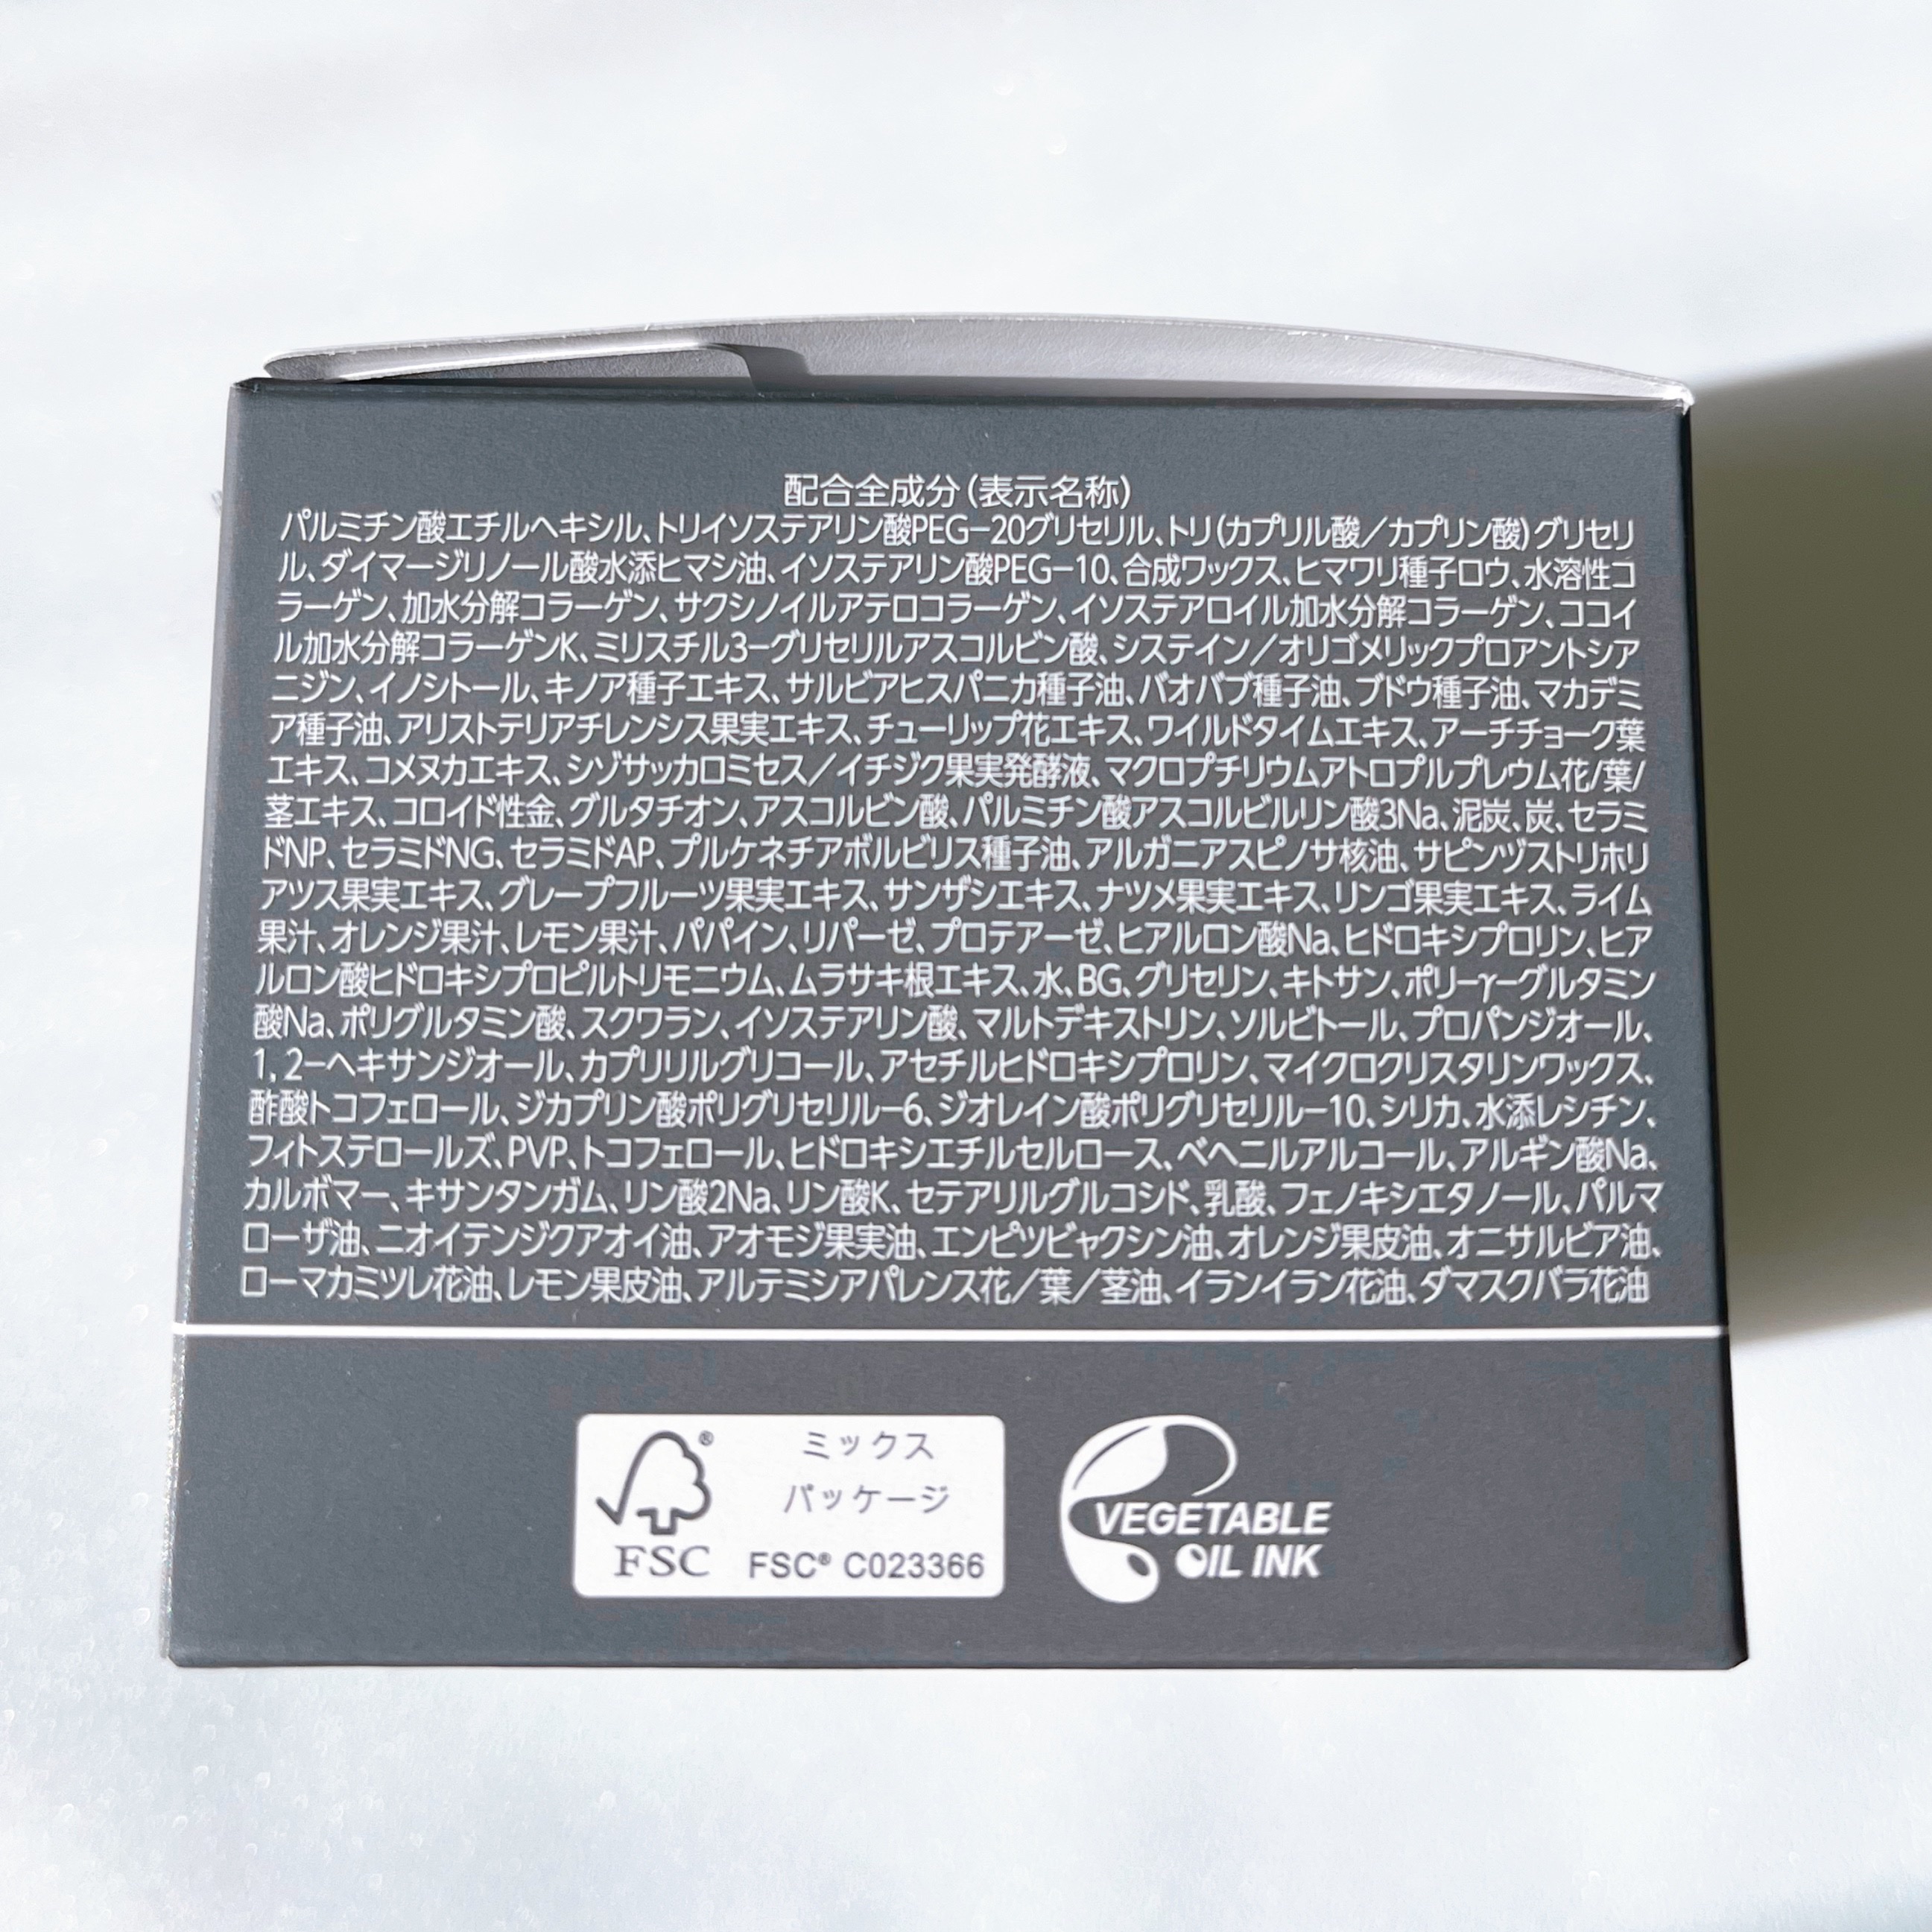 配合全成分(表示名称)
パルミチン酸エチルヘキシル、トリイソステアリン酸PEG-20グリセリル、トリ(カプリル酸/カプリン酸)グリセリ
ル、ダイマージリノール酸水添ヒマシ油、イソステアリン酸PEG-10、合成ワックス、ヒマワリ種子ロウ、水溶性コ
ラーゲン、加水分解コラーゲン、サクシノイルアテロコラーゲン、イソステアロイル加水分解コラーゲン、ココイ
ル加水分解コラーゲンK、ミリスチル3-グリセリルアスコルビン酸、システイン/オリゴメリックプロアントシア
ニジン、イノシトール、キノア種子エキス、サルビアヒスパニカ種子油、バオバブ種子油、ブドウ種子油、マカデミ
ア種子油、アリストテリアチレンシス果実エキス、チューリップ花エキス、ワイルドタイムエキス、アーチチョーク葉
エキス、コメヌカエキス、シゾサッカロミセス/イチジク果実発酵液、マクロプチリウムアトロプルプレウム花/葉/
茎エキス、コロイド性金、グルタチオン、アスコルビン酸、パルミチン酸アスコルビルリン酸3Na、泥炭、炭、セラミ
ドNP、セラミドNG、セラミドAP、プルケネチアボルビリス種子油、アルガニアスピノサ核油、サピンヅストリホリ
アツス果実エキス、グレープフルーツ果実エキス、サンザシエキス、ナツメ果実エキス、リンゴ果実エキス、ライム
果汁、オレンジ果汁、レモン果汁、パパイン、リパーゼ、プロテアーゼ、ヒアルロン酸Na、ヒドロキシプロリン、ヒア
ルロン酸ヒドロキシプロピルトリモニウム、ムラサキ根エキス、水、BG、グリセリン、キトサン、ポリ-γ-グルタミン
酸Na、ポリグルタミン酸、スクワラン、イソステアリン酸、マルトデキストリン、ソルビトール、プロパンジオール、
1,2-ヘキサンジオール、カプリリルグリコール、アセチルヒドロキシプロリン、マイクロクリスタリンワックス、
酢酸トコフェロール、ジカプリン酸ポリグリセリル-6、ジオレイン酸ポリグリセリル-10、シリカ、水添レシチン、
フィトステロールズ、PVP、トコフェロール、ヒドロキシエチルセルロース、ベヘニルアルコール、アルギン酸Na、
カルボマー、キサンタンガム、リン酸2Na、リン酸K、セテアリルグルコシド、乳酸、フェノキシエタノール、パルマ
ローザ油、ニオイテンジクアオイ油、アオモジ果実油、エンピツビャクシン油、オレンジ果皮油、オニサルビア油、
ローマカミツレ花油、レモン果皮油、アルテミシアパレンス花/葉/茎油、イランイラン花油、ダマスクバラ花油
ミックス
パッケージ
FSC® C023366
FSC
VEGETABLE
OIL INK